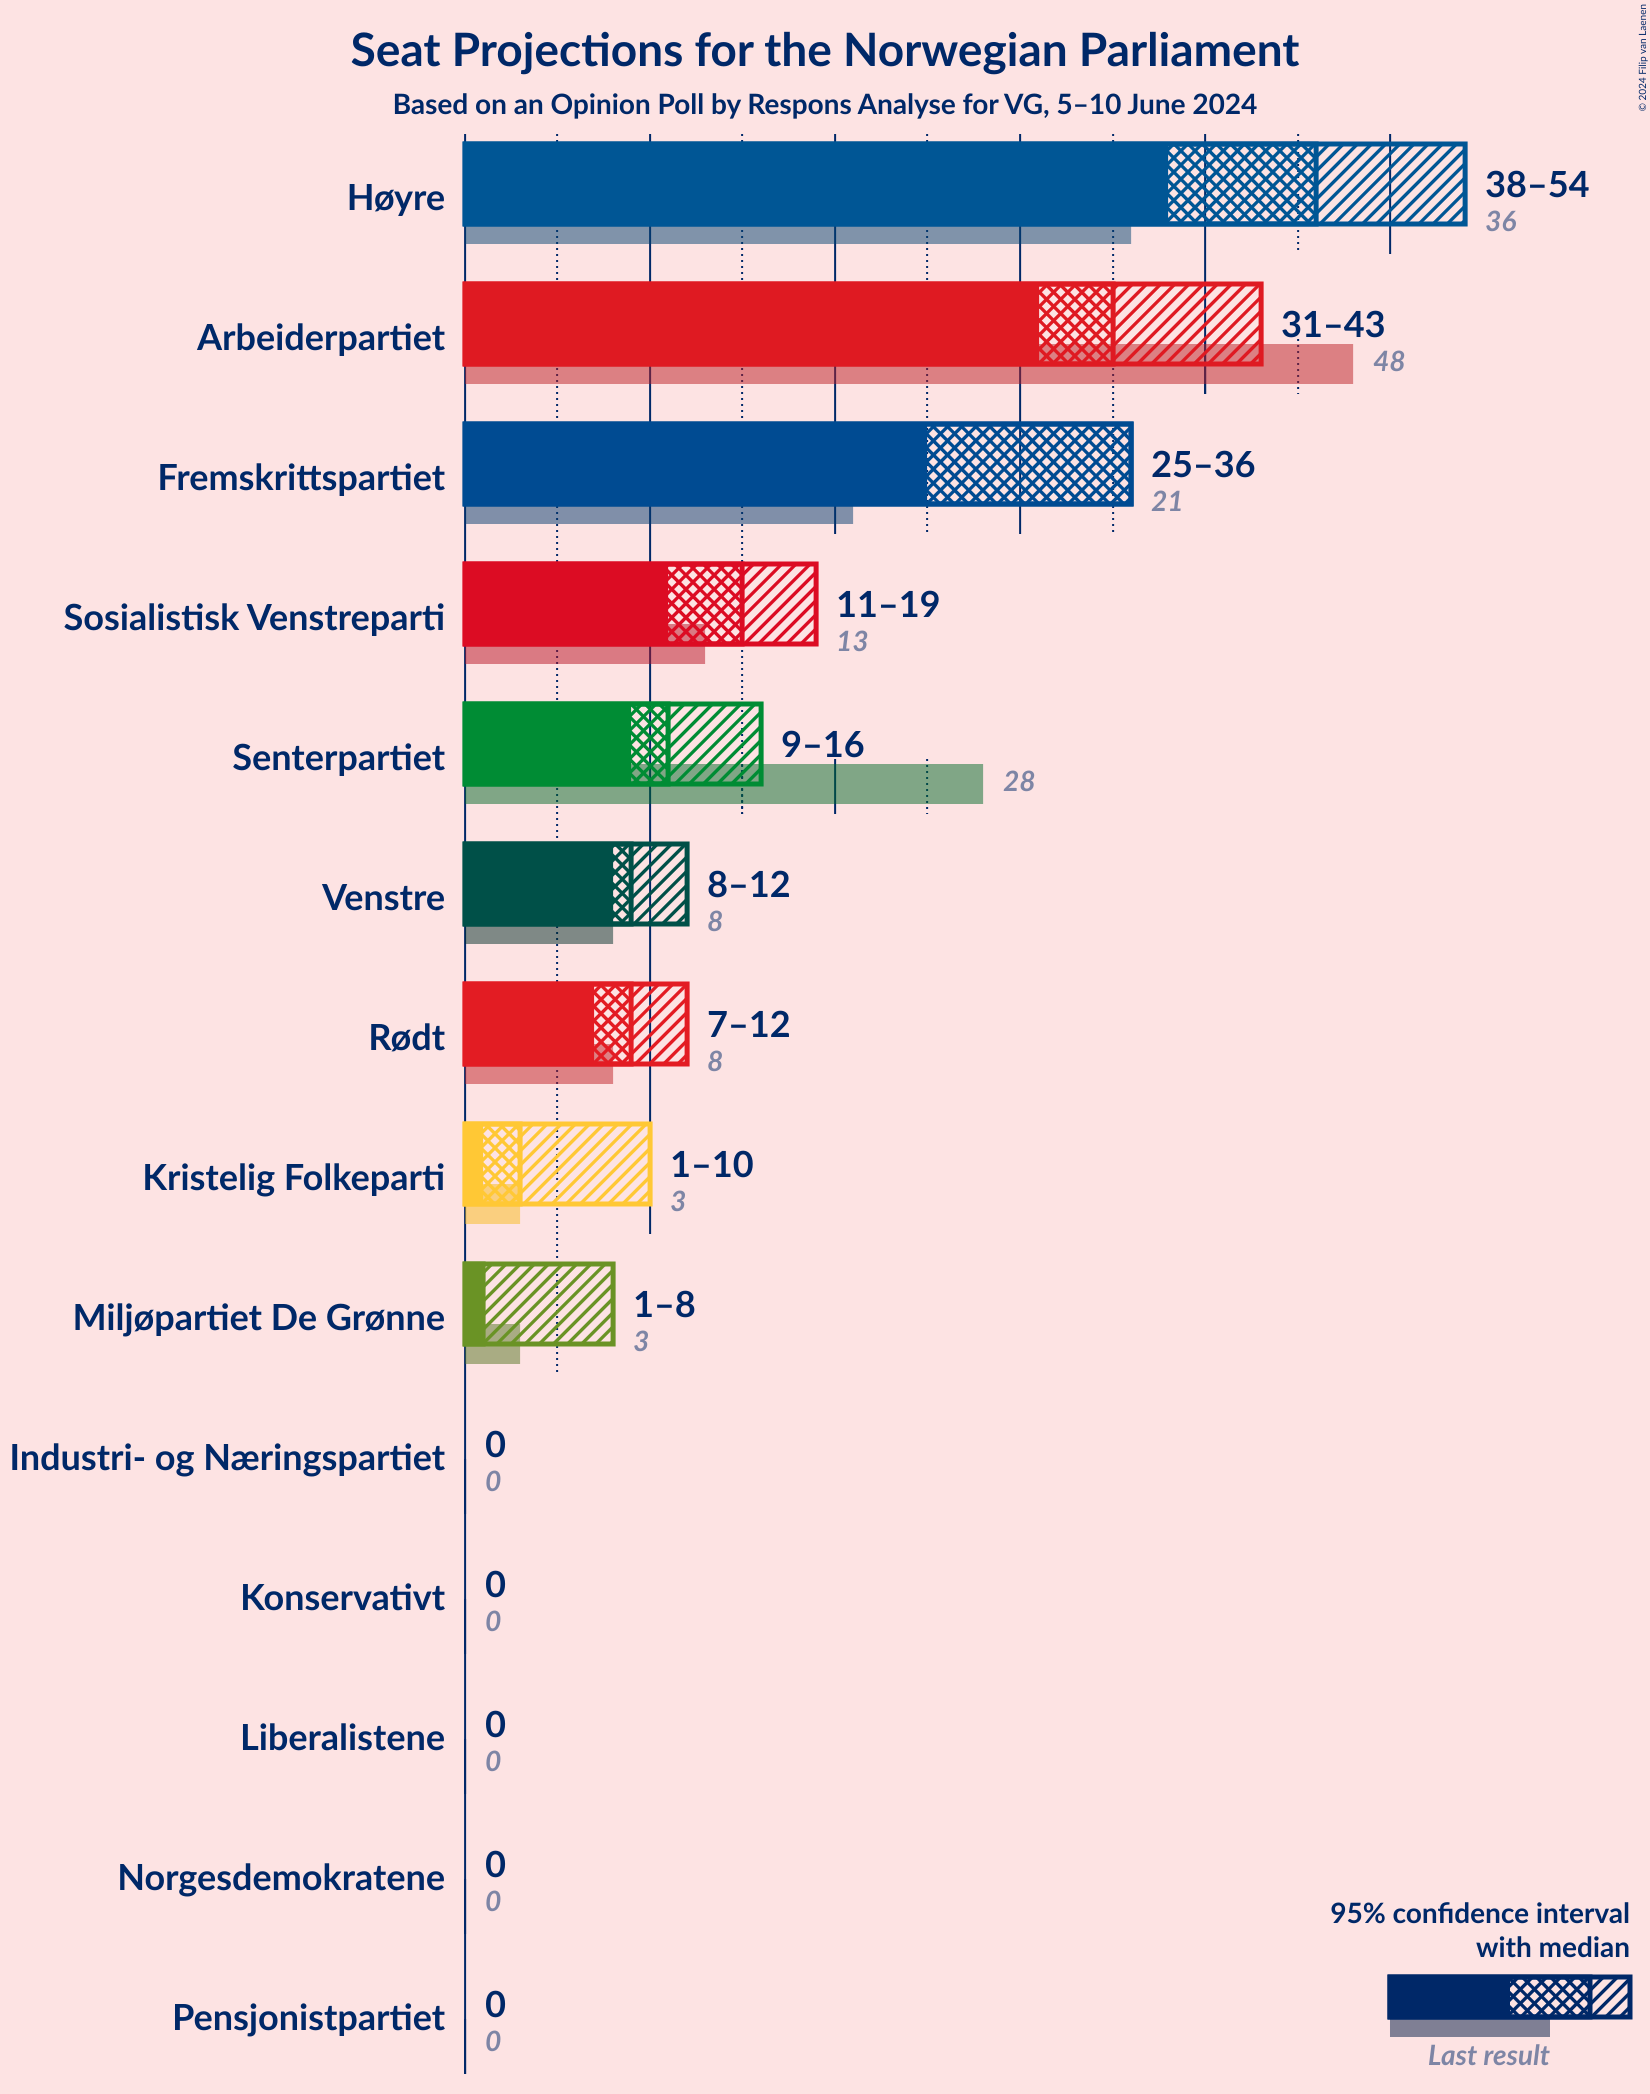 Seat Projections for the Norwegian Parliament
Based on an Opinion Poll by Respons Analyse for VG, 5–10 June 2024
© 2024 Filip van Laenen
Høyre
38–54
36
Arbeiderpartiet
31–43
48
Fremskrittspartiet
25–36
21
Sosialistisk Venstreparti
11–19
13
Senterpartiet
9–16
28
Venstre
8–12
8
Rødt
7–12
8
Kristelig Folkeparti
1–10
3
Miljøpartiet De Grønne
1–8
3
Industri- og Næringspartiet
0
0
Konservativt
0
0
Liberalistene
0
0
Norgesdemokratene
0
0
Pensjonistpartiet
0
0
95% confidence interval
with median
Last result